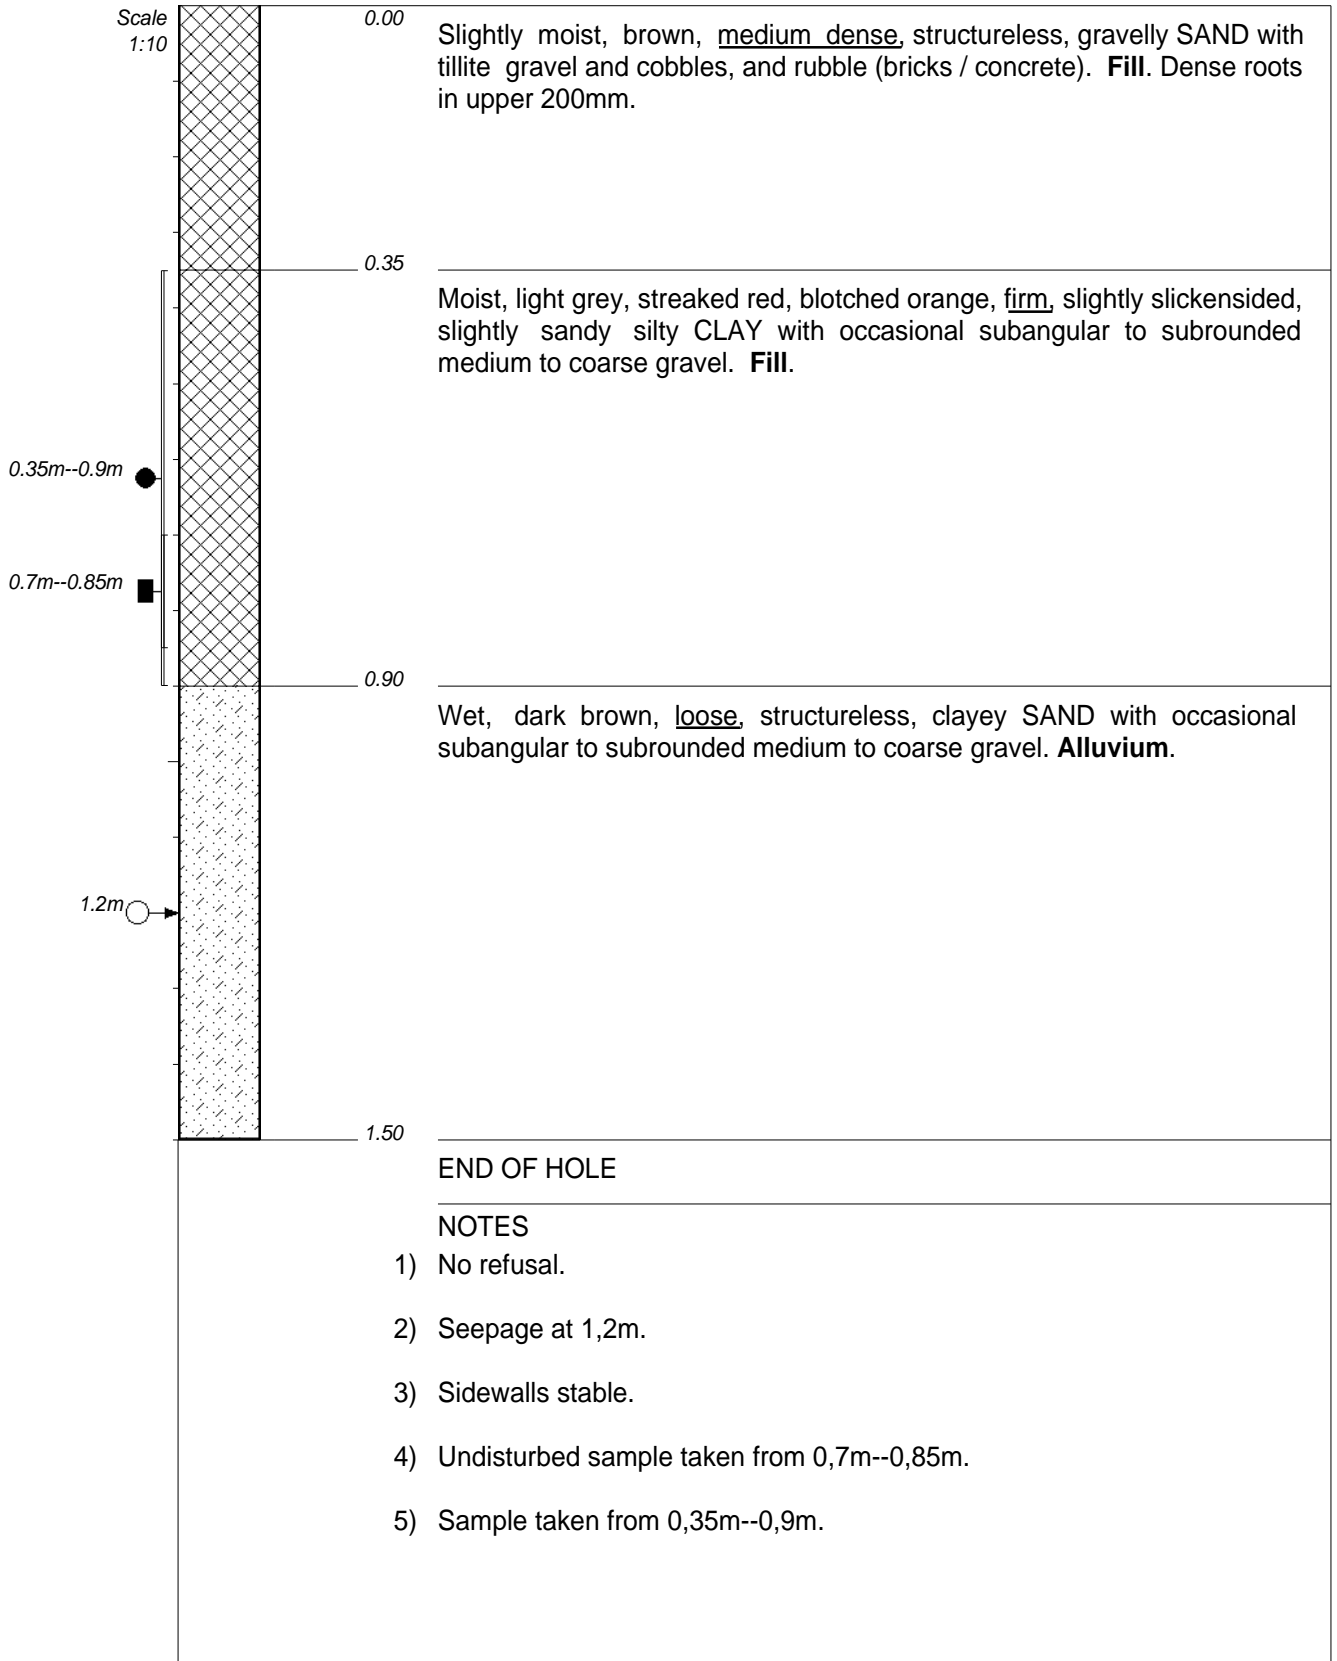 Scale
1:10
0.00
Slightly moist, brown, medium dense, structureless, gravelly SAND with
tillite gravel and cobbles, and rubble (bricks / concrete). Fill. Dense roots
in upper 200mm.
0.35
Moist, light grey, streaked red, blotched orange, firm, slightly slickensided,
slightly sandy silty CLAY with occasional subangular to subrounded
medium to coarse gravel. Fill.
0.35m--0.9m
0.7m--0.85m
0.90
Wet, dark brown, loose, structureless, clayey SAND with occasional
subangular to subrounded medium to coarse gravel. Alluvium.
1.2m
1.50
END OF HOLE
NOTES
1) No refusal.
2) Seepage at 1,2m.
3) Sidewalls stable.
4) Undisturbed sample taken from 0,7m--0,85m.
5) Sample taken from 0,35m--0,9m.